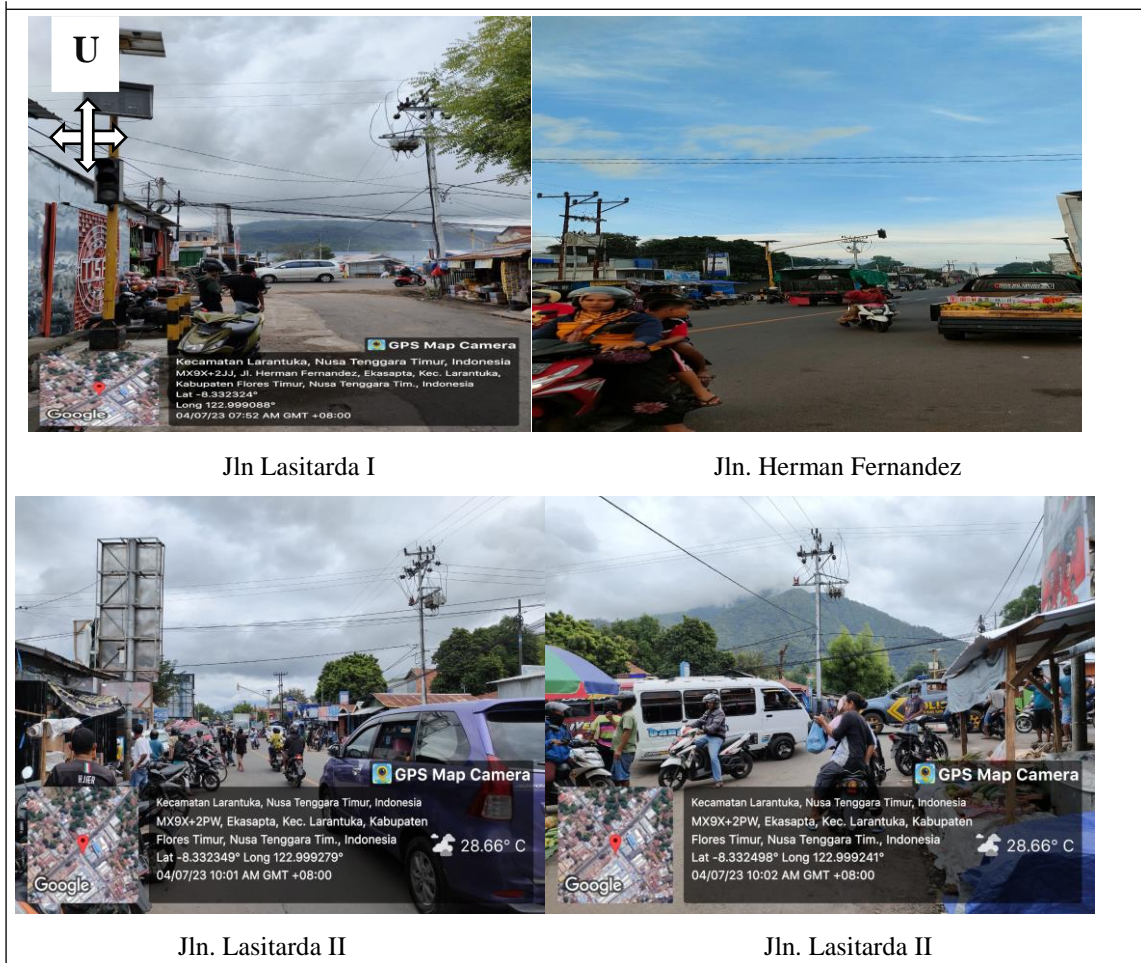 U
GPS Map Camera
Kecamatan Larantuka, Nusa Tenggara Timur, Indonesia
MX9X+2JJ, Jl. Herman Fernandez, Ekasapta, Kec. Larantuka,
Kabupaten Flores Timur, Nusa Tenggara Tim., Indonesia
Lat -8.332324°
Long 122.999088°
04/07/23 07:52 AM GMT +08:00
Google
Jln Lasitarda I
Jln. Herman Fernandez
GPS Map Camera
Kecamatan Larantuka, Nusa Tenggara Timur, Indonesia
MX9X+2PW, Ekasapta, Kec. Larantuka, Kabupaten
Flores Timur, Nusa Tenggara Tim., Indonesia
Lat -8.332349° Long 122.999279°
04/07/23 10:01 AM GMT +08:00
28.66° C
Google
GPS Map Camera
Kecamatan Larantuka, Nusa Tenggara Timur, Indonesia
MX9X+2PW, Ekasapta, Kec. Larantuka, Kabupaten
Flores Timur, Nusa Tenggara Tim., Indonesia
Lat -8.332498° Long 122.999241°
04/07/23 10:02 AM GMT +08:00
28.66° C
Google
Jln. Lasitarda II
Jln. Lasitarda II